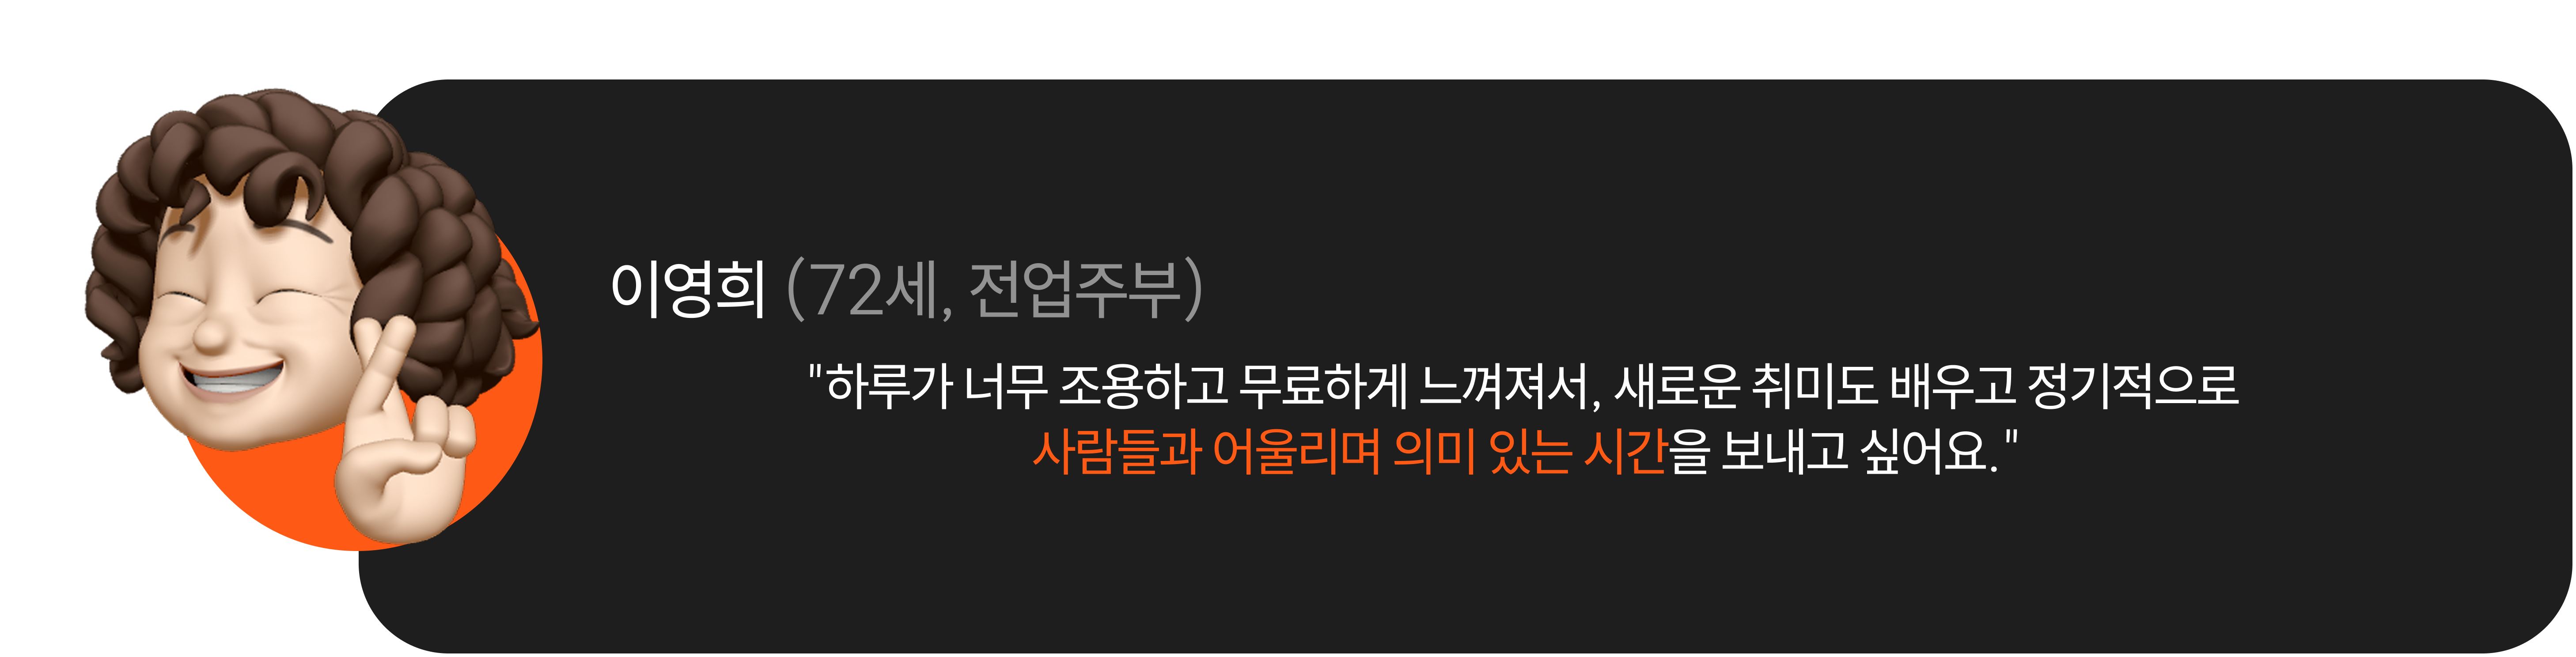 이영희 (72세, 전업주부)
"하루가 너무 조용하고 무료하게 느껴져서, 새로운 취미도 배우고 정기적으로
사람들과 어울리며 의미 있는 시간을 보내고 싶어요."